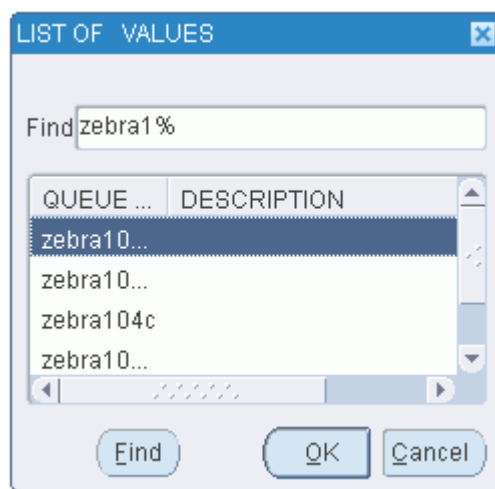 LIST OF VALUES
Find zebra1%
QUEUE ... DESCRIPTION
zebra10...
zebra10...
zebra104c
zebra10...
Find OK Cancel